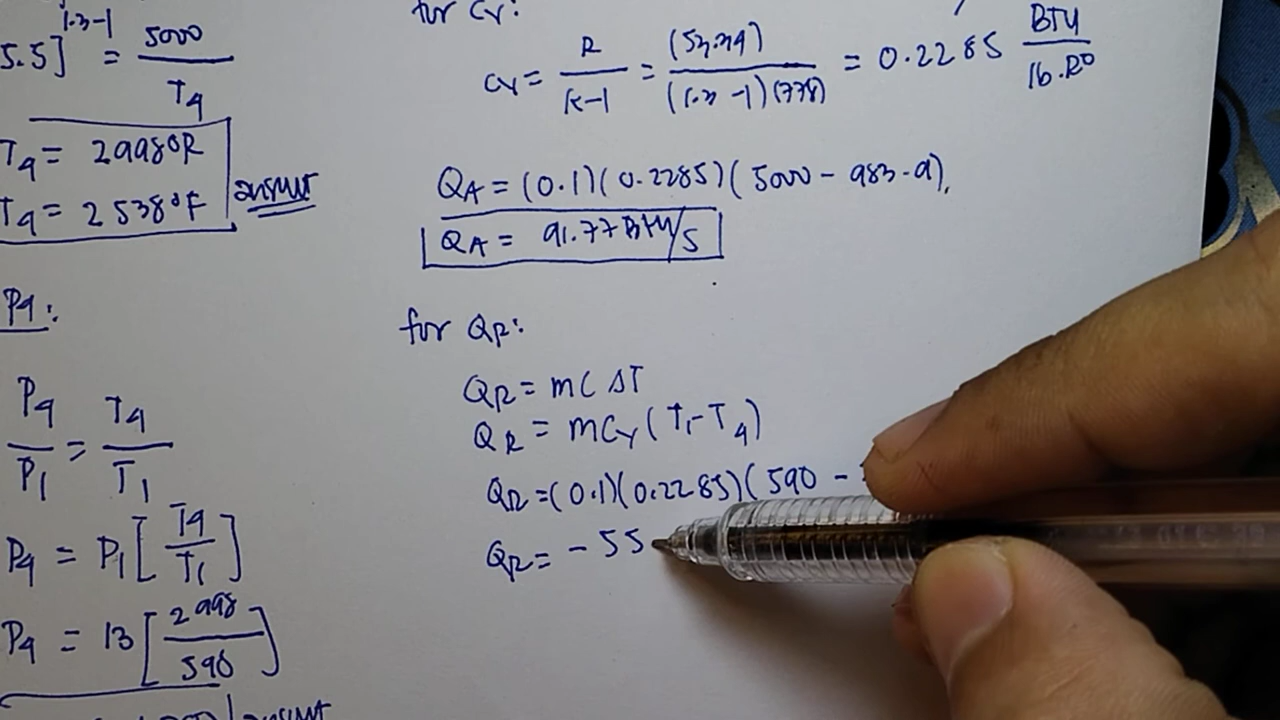 5.5]^1.3-1 = 5000/T4
T4 = 2998°R
T4 = 2538°F answer
P4:
P4/P1 = T4/T1
P4 = P1[T4/T1]
P4 = 13[2998/590]
answer
for Cv:
Cv = R/k-1 = (53.34)/(1.3-1)(778) = 0.2285 BTU/lb.R°
QA = (0.1)(0.2285)(5000 - 983.9)
QA = 91.77 BTU/S
for QR:
QR = mC ΔT
QR = mCv(T1-T4)
QR = (0.1)(0.2285)(590 -
QR = - 55